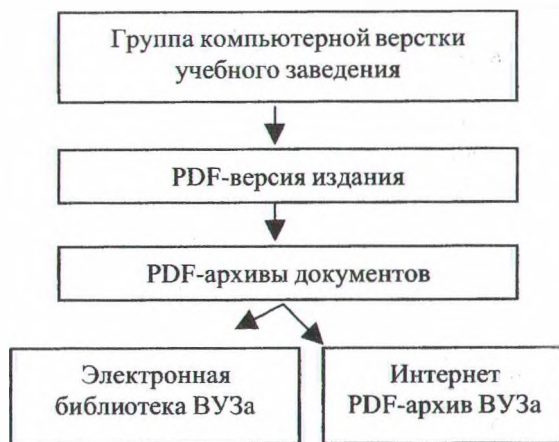 Группа компьютерной верстки
учебного заведения
PDF-версия издания
PDF-архивы документов
Электронная
библиотека ВУЗа
Интернет
PDF-архив ВУЗа